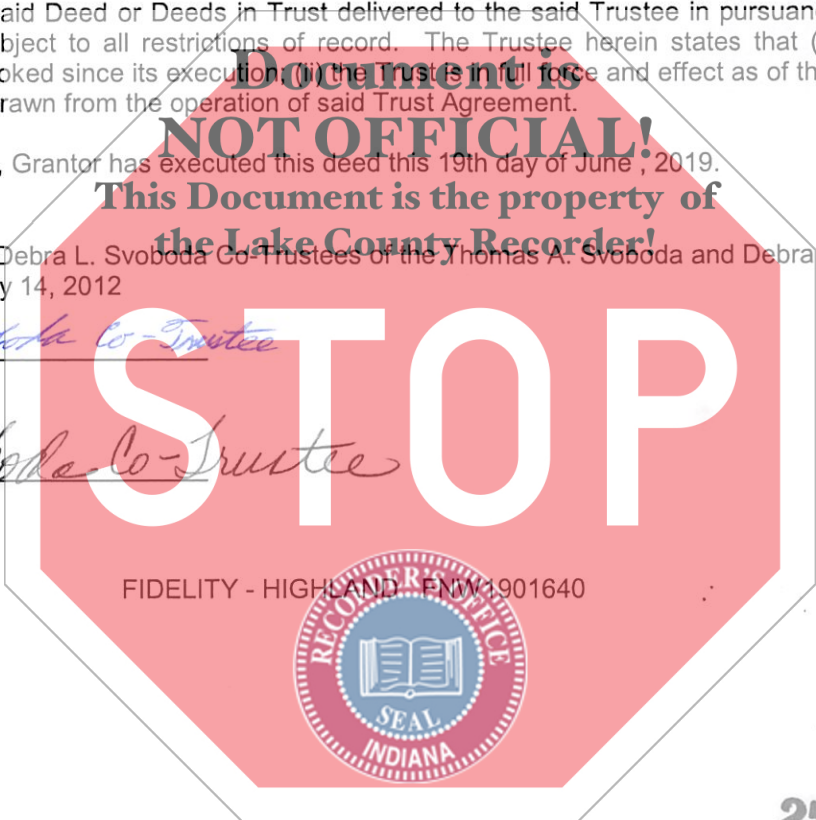 aid Deed or Deeds in Trust delivered to the said Trustee in pursuan
bject to all restrictions of record. The Trustee herein states that (
oked since its execution; (ii) the Trust is in full force and effect as of th
rawn from the operation of said Trust Agreement.
Document is
NOT OFFICIAL!
, Grantor has executed this deed this 19th day of June , 2019.
This Document is the property of
the Lake County Recorder!
Debra L. Svoboda Co-Trustees of the Thomas A. Svoboda and Debra
y 14, 2012
oda Co-Trustee
STOP
oda Co-Trustee
FIDELITY - HIGHLAND FNW1901640
RECORDER'S OFFICE
SEAL
INDIANA